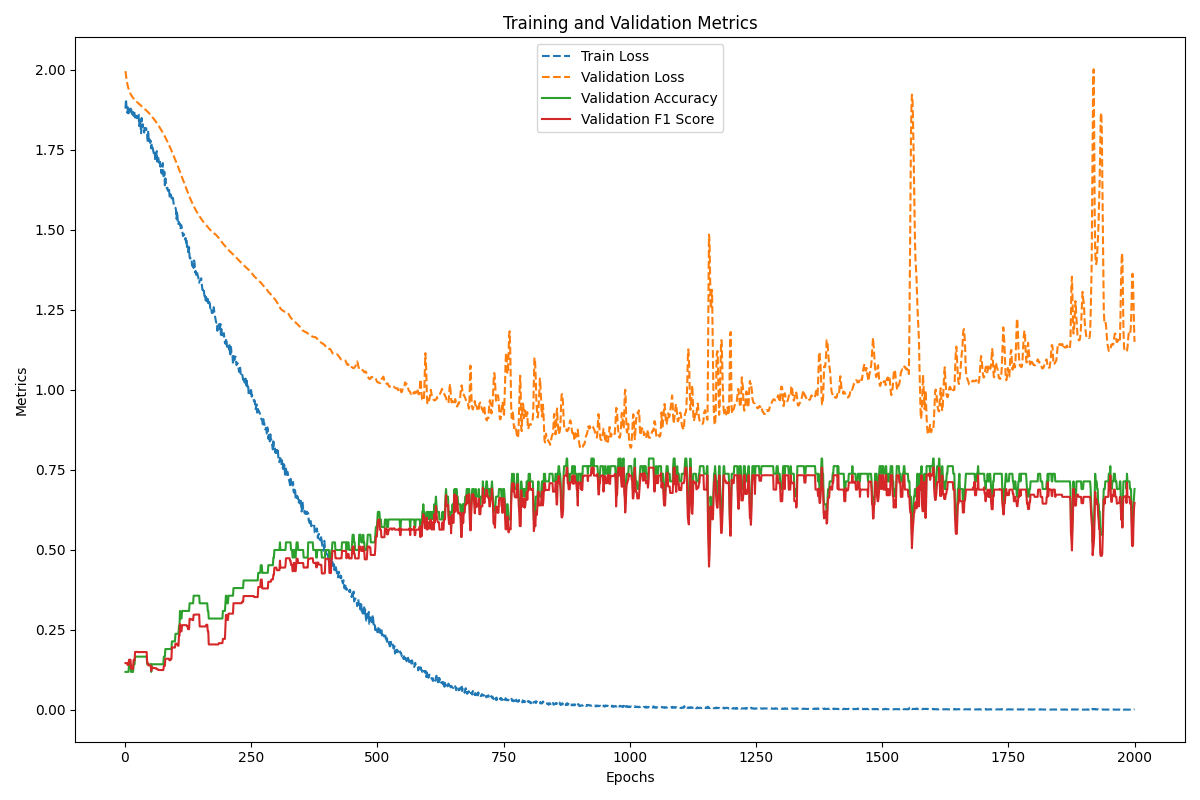 Training and Validation Metrics
Train Loss
Validation Loss
Validation Accuracy
Validation F1 Score
Metrics
2.00
1.75
1.50
1.25
1.00
0.75
0.50
0.25
0.00
0 250 500 750 1000 1250 1500 1750 2000
Epochs